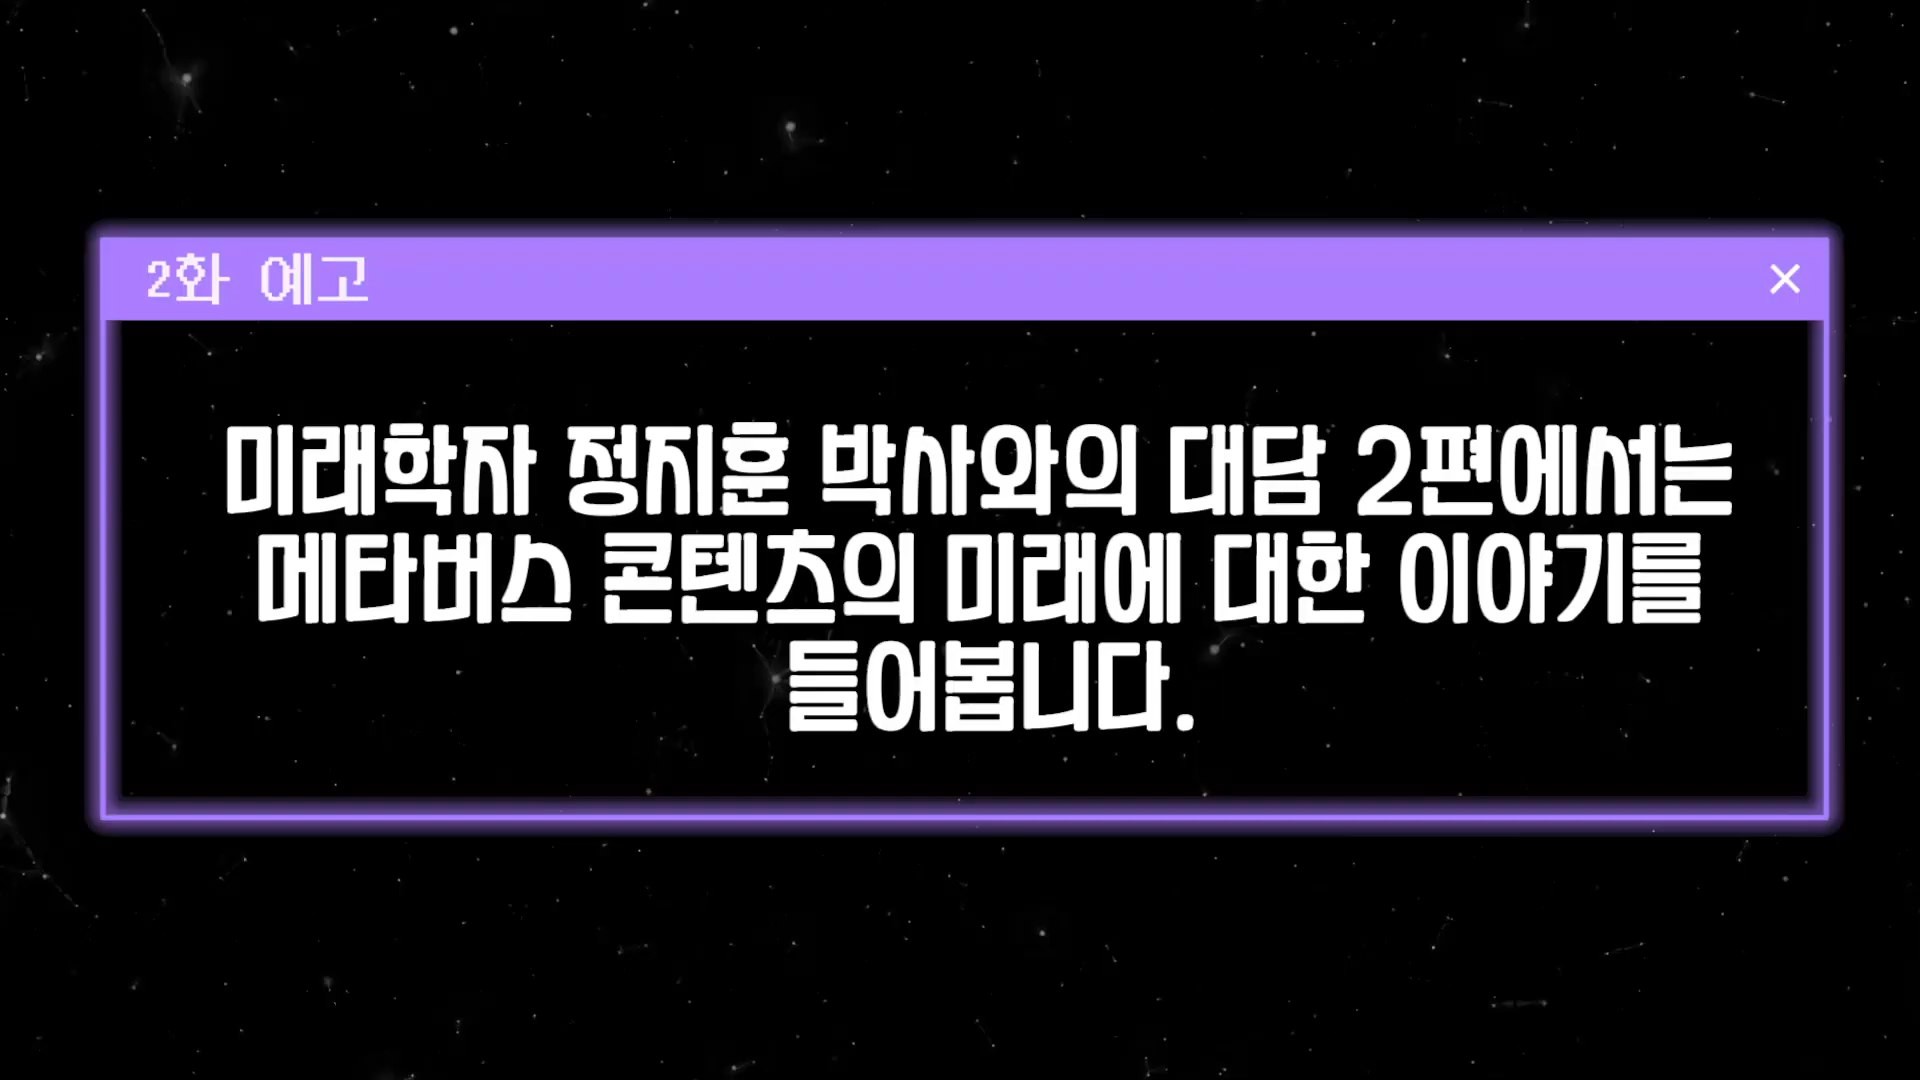 2화 예고
미래학자 정지훈 박사와의 대담 2편에서는
메타버스 콘텐츠의 미래에 대한 이야기를
들어봅니다.